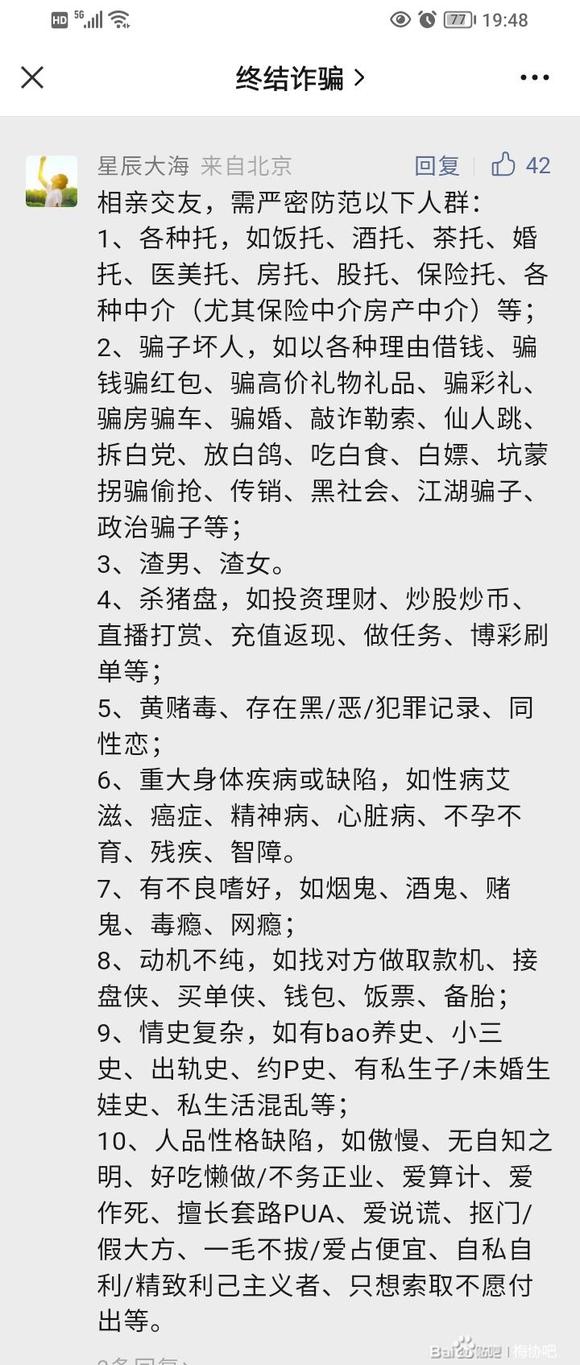 HD 5G 77 19:48
终结诈骗 >
星辰大海 来自北京 回复 42
相亲交友，需严密防范以下人群：
1、各种托，如饭托、酒托、茶托、婚
托、医美托、房托、股托、保险托、各
种中介（尤其保险中介房产中介）等；
2、骗子坏人，如以各种理由借钱、骗
钱骗红包、骗高价礼物礼品、骗彩礼、
骗房骗车、骗婚、敲诈勒索、仙人跳、
拆白党、放白鸽、吃白食、白嫖、坑蒙
拐骗偷抢、传销、黑社会、江湖骗子、
政治骗子等；
3、渣男、渣女。
4、杀猪盘，如投资理财、炒股炒币、
直播打赏、充值返现、做任务、博彩刷
单等；
5、黄赌毒、存在黑/恶/犯罪记录、同
性恋；
6、重大身体疾病或缺陷，如性病艾
滋、癌症、精神病、心脏病、不孕不
育、残疾、智障。
7、有不良嗜好，如烟鬼、酒鬼、赌
鬼、毒瘾、网瘾；
8、动机不纯，如找对方做取款机、接
盘侠、买单侠、钱包、饭票、备胎；
9、情史复杂，如有bao养史、小三
史、出轨史、约P史、有私生子/未婚生
娃史、私生活混乱等；
10、人品性格缺陷，如傲慢、无自知之
明、好吃懒做/不务正业、爱算计、爱
作死、擅长套路PUA、爱说谎、抠门/
假大方、一毛不拔/爱占便宜、自私自
利/精致利己主义者、只想索取不愿付
出等。
Bai贴吧 梅协吧